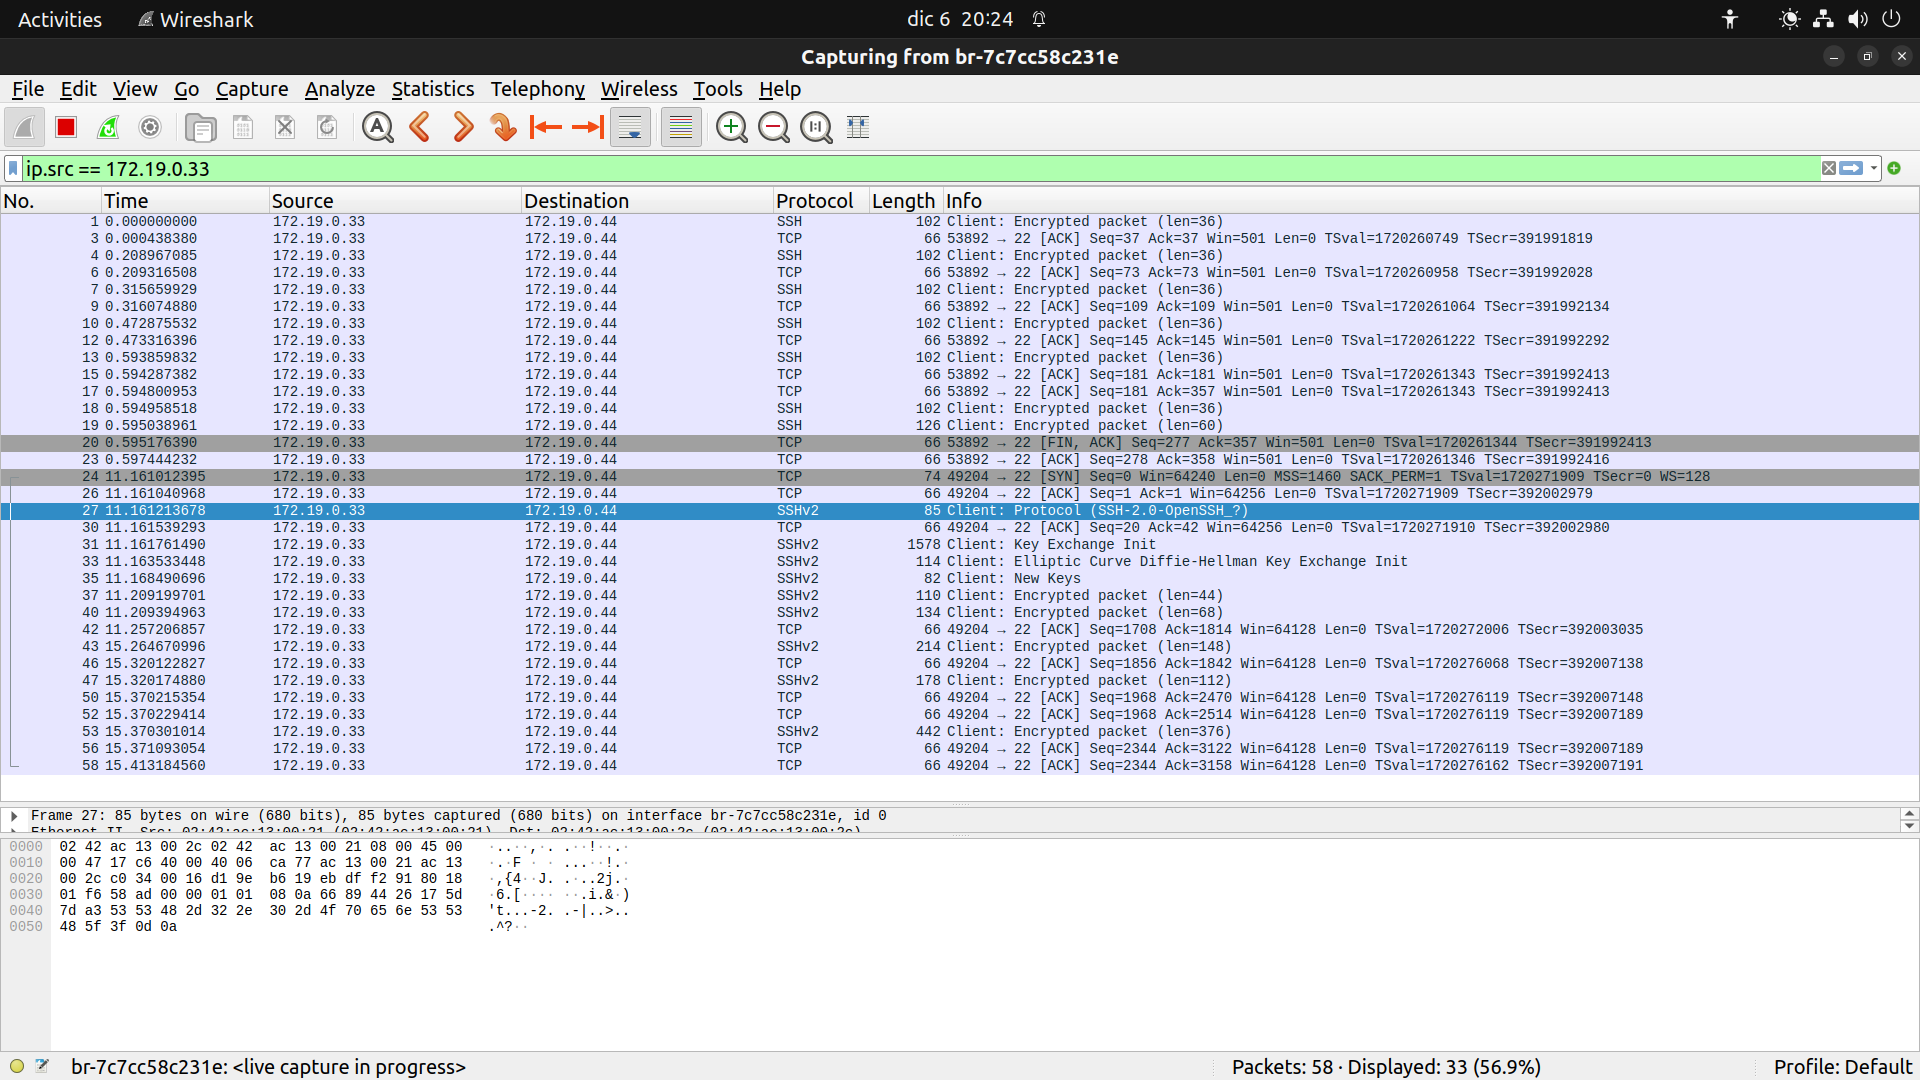 Activities Wireshark dic 6 20:24
Capturing from br-7c7cc58c231e
File Edit View Go Capture Analyze Statistics Telephony Wireless Tools Help
ip.src == 172.19.0.33
No. Time Source Destination Protocol Length Info
1 0.000000000 172.19.0.33 172.19.0.44 SSH 102 Client: Encrypted packet (len=36)
3 0.000438380 172.19.0.33 172.19.0.44 TCP 66 53892 → 22 [ACK] Seq=37 Ack=37 Win=501 Len=0 TSval=1720260749 TSecr=391991819
4 0.208967085 172.19.0.33 172.19.0.44 SSH 102 Client: Encrypted packet (len=36)
6 0.209316508 172.19.0.33 172.19.0.44 TCP 66 53892 → 22 [ACK] Seq=73 Ack=73 Win=501 Len=0 TSval=1720260958 TSecr=391992028
7 0.315659929 172.19.0.33 172.19.0.44 SSH 102 Client: Encrypted packet (len=36)
9 0.316074880 172.19.0.33 172.19.0.44 TCP 66 53892 → 22 [ACK] Seq=109 Ack=109 Win=501 Len=0 TSval=1720261064 TSecr=391992134
10 0.472875532 172.19.0.33 172.19.0.44 SSH 102 Client: Encrypted packet (len=36)
12 0.473316396 172.19.0.33 172.19.0.44 TCP 66 53892 → 22 [ACK] Seq=145 Ack=145 Win=501 Len=0 TSval=1720261222 TSecr=391992292
13 0.593859832 172.19.0.33 172.19.0.44 SSH 102 Client: Encrypted packet (len=36)
15 0.594287382 172.19.0.33 172.19.0.44 TCP 66 53892 → 22 [ACK] Seq=181 Ack=181 Win=501 Len=0 TSval=1720261343 TSecr=391992413
17 0.594800953 172.19.0.33 172.19.0.44 TCP 66 53892 → 22 [ACK] Seq=181 Ack=357 Win=501 Len=0 TSval=1720261343 TSecr=391992413
18 0.594958518 172.19.0.33 172.19.0.44 SSH 102 Client: Encrypted packet (len=36)
19 0.595038961 172.19.0.33 172.19.0.44 SSH 126 Client: Encrypted packet (len=60)
20 0.595176390 172.19.0.33 172.19.0.44 TCP 66 53892 → 22 [FIN, ACK] Seq=277 Ack=357 Win=501 Len=0 TSval=1720261344 TSecr=391992413
23 0.597444232 172.19.0.33 172.19.0.44 TCP 66 53892 → 22 [ACK] Seq=278 Ack=358 Win=501 Len=0 TSval=1720261346 TSecr=391992416
24 11.161012395 172.19.0.33 172.19.0.44 TCP 74 49204 → 22 [SYN] Seq=0 Win=64240 Len=0 MSS=1460 SACK_PERM=1 TSval=1720271909 TSecr=0 WS=128
26 11.161040968 172.19.0.33 172.19.0.44 TCP 66 49204 → 22 [ACK] Seq=1 Ack=1 Win=64256 Len=0 TSval=1720271909 TSecr=392002979
27 11.161213678 172.19.0.33 172.19.0.44 SSHv2 85 Client: Protocol (SSH-2.0-OpenSSH_?)
30 11.161539293 172.19.0.33 172.19.0.44 TCP 66 49204 → 22 [ACK] Seq=20 Ack=42 Win=64256 Len=0 TSval=1720271910 TSecr=392002980
31 11.161761490 172.19.0.33 172.19.0.44 SSHv2 1578 Client: Key Exchange Init
33 11.163533448 172.19.0.33 172.19.0.44 SSHv2 114 Client: Elliptic Curve Diffie-Hellman Key Exchange Init
35 11.168490696 172.19.0.33 172.19.0.44 SSHv2 82 Client: New Keys
37 11.209199701 172.19.0.33 172.19.0.44 SSHv2 110 Client: Encrypted packet (len=44)
40 11.209394963 172.19.0.33 172.19.0.44 SSHv2 134 Client: Encrypted packet (len=68)
42 11.257206857 172.19.0.33 172.19.0.44 TCP 66 49204 → 22 [ACK] Seq=1708 Ack=1814 Win=64128 Len=0 TSval=1720272006 TSecr=392003035
43 15.264670996 172.19.0.33 172.19.0.44 SSHv2 214 Client: Encrypted packet (len=148)
46 15.320122827 172.19.0.33 172.19.0.44 TCP 66 49204 → 22 [ACK] Seq=1856 Ack=1842 Win=64128 Len=0 TSval=1720276068 TSecr=392007138
47 15.320174880 172.19.0.33 172.19.0.44 SSHv2 178 Client: Encrypted packet (len=112)
50 15.370215354 172.19.0.33 172.19.0.44 TCP 66 49204 → 22 [ACK] Seq=1968 Ack=2470 Win=64128 Len=0 TSval=1720276119 TSecr=392007148
52 15.370229414 172.19.0.33 172.19.0.44 TCP 66 49204 → 22 [ACK] Seq=1968 Ack=2514 Win=64128 Len=0 TSval=1720276119 TSecr=392007189
53 15.370301014 172.19.0.33 172.19.0.44 SSHv2 442 Client: Encrypted packet (len=376)
56 15.371093054 172.19.0.33 172.19.0.44 TCP 66 49204 → 22 [ACK] Seq=2344 Ack=3122 Win=64128 Len=0 TSval=1720276119 TSecr=392007189
58 15.413184560 172.19.0.33 172.19.0.44 TCP 66 49204 → 22 [ACK] Seq=2344 Ack=3158 Win=64128 Len=0 TSval=1720276162 TSecr=392007191
Frame 27: 85 bytes on wire (680 bits), 85 bytes captured (680 bits) on interface br-7c7cc58c231e, id 0
Ethernet II, Src: 02:42:ac:13:00:21 (02:42:ac:13:00:21), Dst: 02:42:ac:13:00:2c (02:42:ac:13:00:2c)
0000 02 42 ac 13 00 2c 02 42 ac 13 00 21 08 00 45 00 ·..··,·. .··!··.·
0010 00 47 17 c6 40 00 40 06 ca 77 ac 13 00 21 ac 13 ·.·F · · ...··!.·
0020 00 2c c0 34 00 16 d1 9e b6 19 eb df f2 91 80 18 ·,{4··J. .·..2j.·
0030 01 f6 58 ad 00 00 01 01 08 0a 66 89 44 26 17 5d ·6.[···· ··.i.&·)
0040 7d a3 53 53 48 2d 32 2e 30 2d 4f 70 65 6e 53 53 't...-2. .-|..>..
0050 48 5f 3f 0d 0a .^?··
br-7c7cc58c231e: <live capture in progress> Packets: 58 · Displayed: 33 (56.9%) Profile: Default